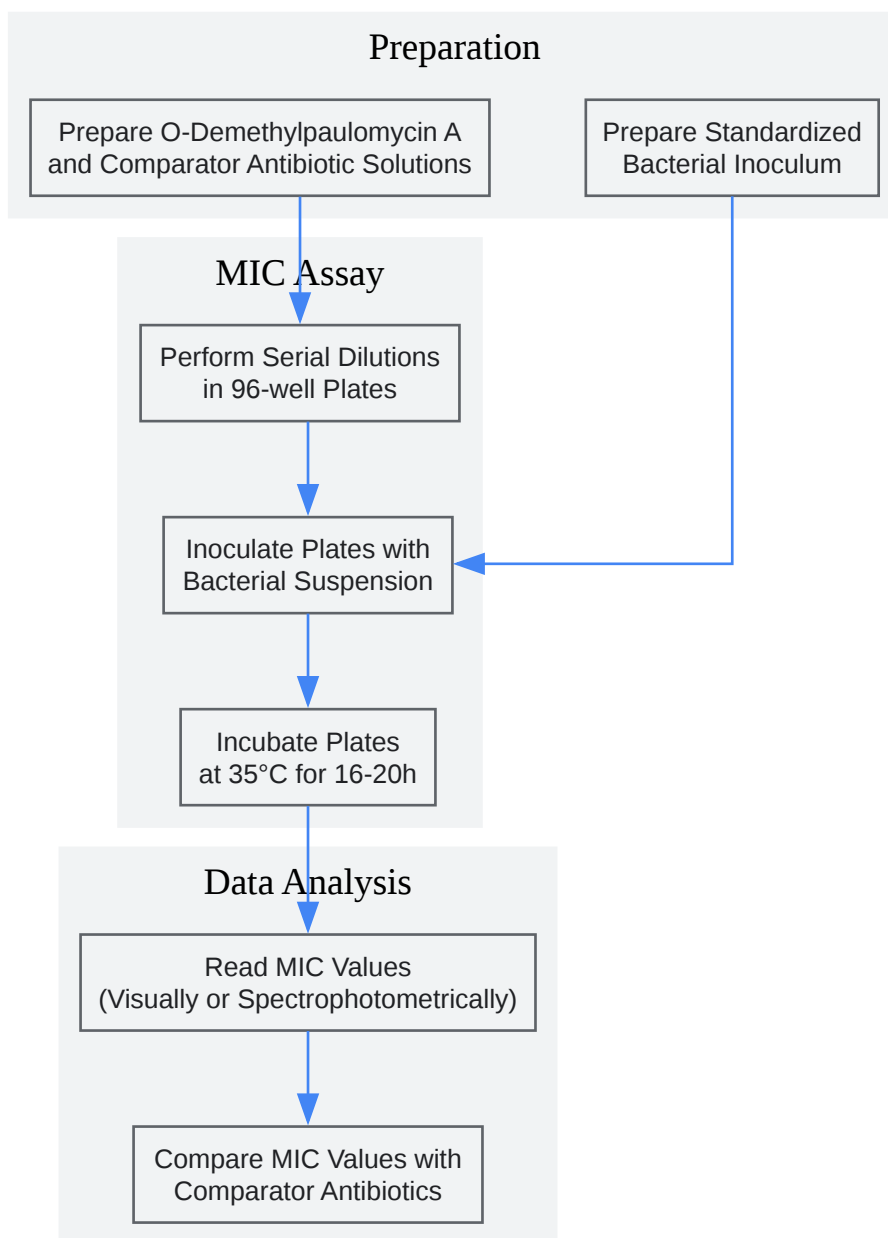 Preparation
Prepare O-Demethylpaulomycin A
and Comparator Antibiotic Solutions
Prepare Standardized
Bacterial Inoculum
MIC Assay
Perform Serial Dilutions
in 96-well Plates
Inoculate Plates with
Bacterial Suspension
Incubate Plates
at 35°C for 16-20h
Data Analysis
Read MIC Values
(Visually or Spectrophotometrically)
Compare MIC Values with
Comparator Antibiotics